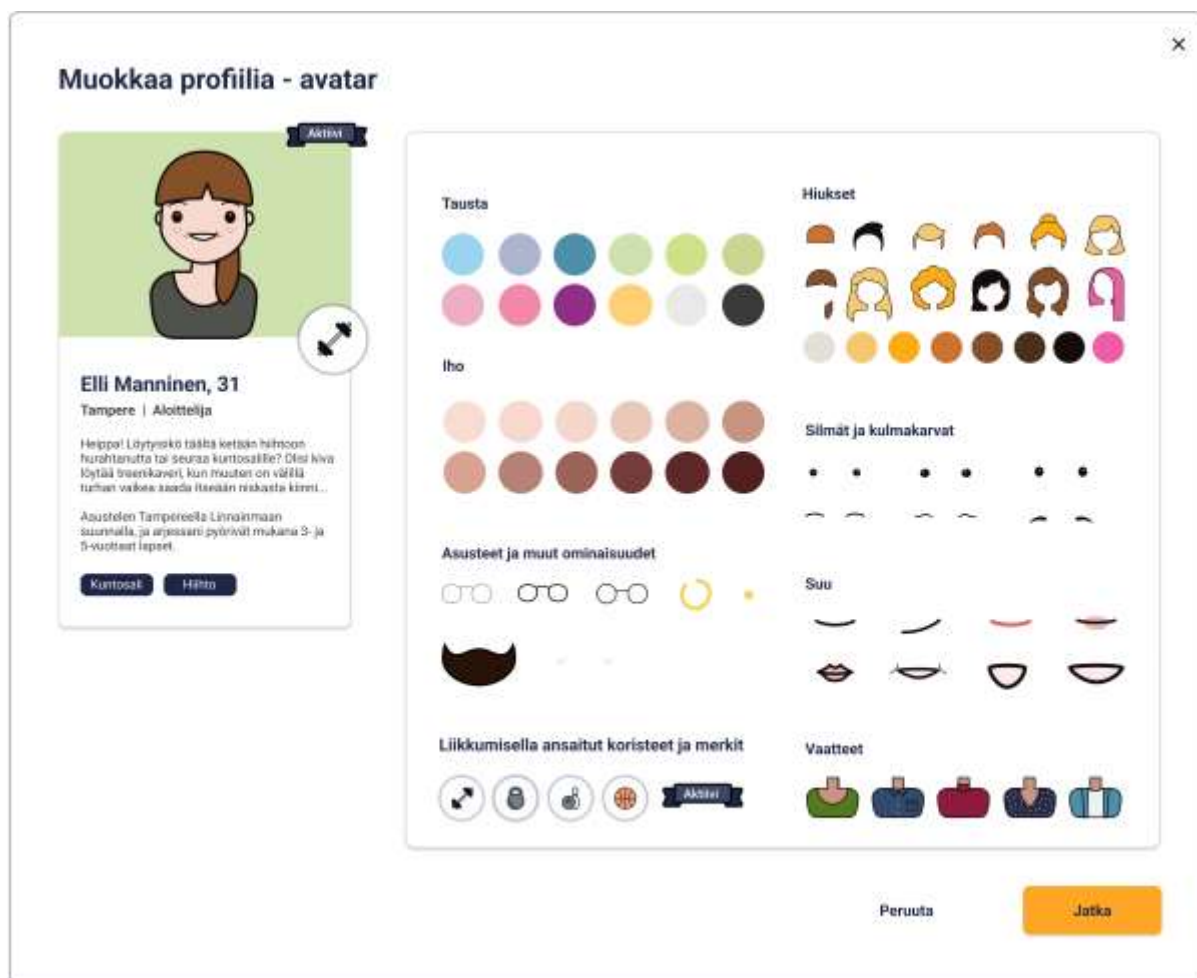 Muokkaa profiilia - avatar
Aktiivi
Elli Manninen, 31
Tampere | Aloittelija
Heippa! Löytyisikö täältä ketään hiihtoon
hurahtanutta tai seuraa kuntosalille? Olisi kiva
löytää treenikaveri, kun muuten on välillä
turhan vaikea saada itseään niskasta kiinni...
Asustelen Tampereella Linnainmaan
suunnalla, ja arjessani pyörivät mukana 3- ja
5-vuotiaat lapset.
Kuntosali
Hiihto
Tausta
Iho
Asusteet ja muut ominaisuudet
Liikkumisella ansaitut koristeet ja merkit
Aktiivi
Hiukset
Silmät ja kulmakarvat
Suu
Vaatteet
Peruuta
Jatka